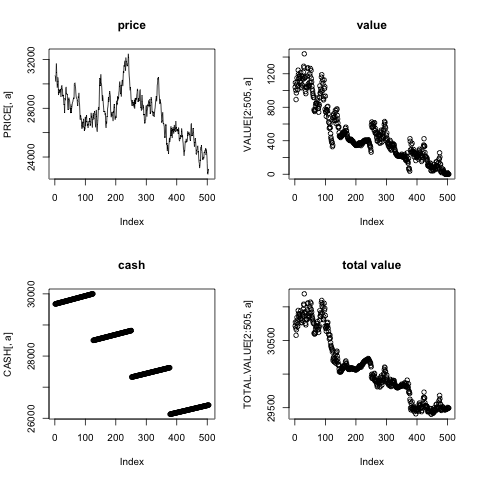 price
PRICE[, a]
32000
28000
24000
0 100 200 300 400 500
Index
value
VALUE[2:505, a]
1200
800
400
0
0 100 200 300 400 500
Index
cash
CASH[, a]
30000
28000
26000
0 100 200 300 400 500
Index
total value
TOTAL.VALUE[2:505, a]
30500
29500
0 100 200 300 400 500
Index